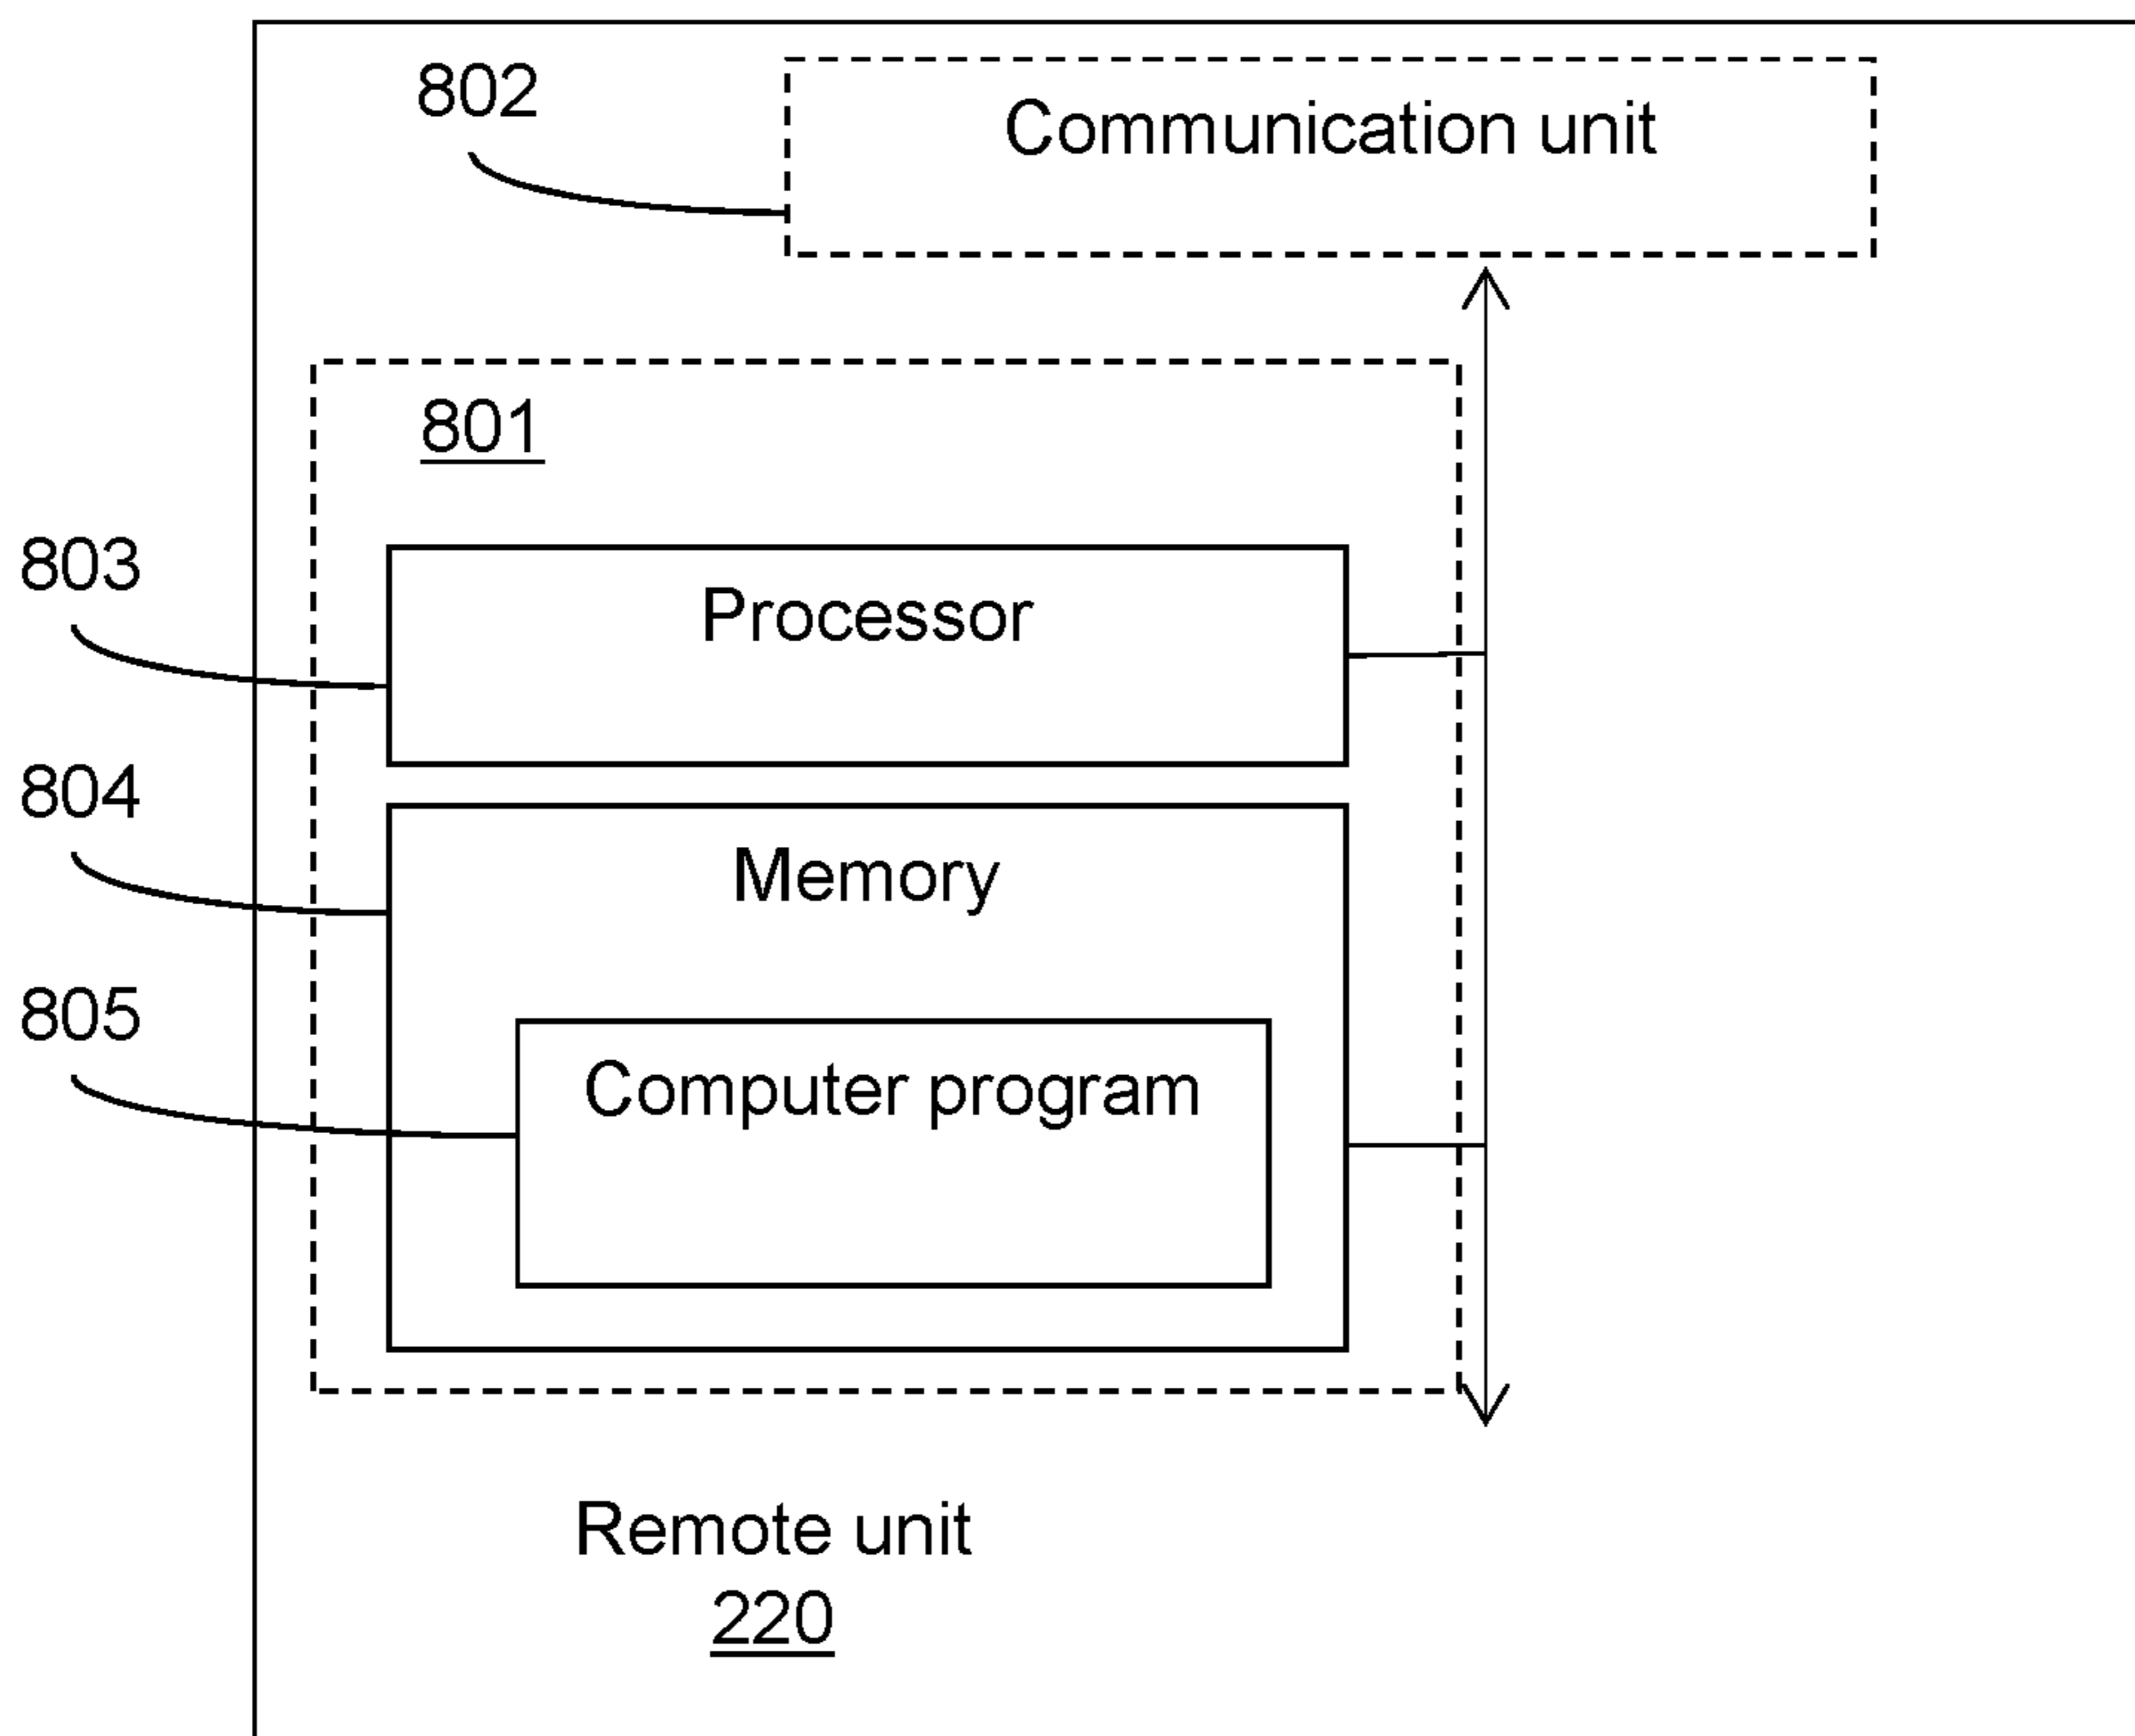 802
Communication unit
801
803
Processor
804
Memory
805
Computer program
Remote unit
220